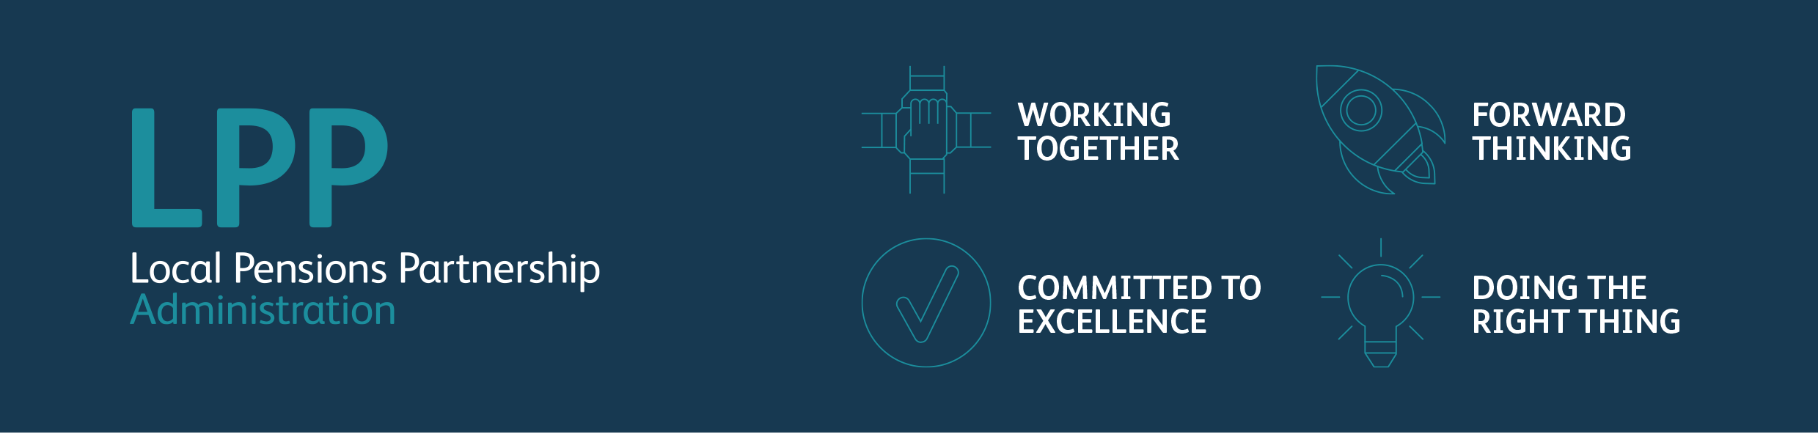 LPP
Local Pensions Partnership
Administration
WORKING
TOGETHER
FORWARD
THINKING
COMMITTED TO
EXCELLENCE
DOING THE
RIGHT THING